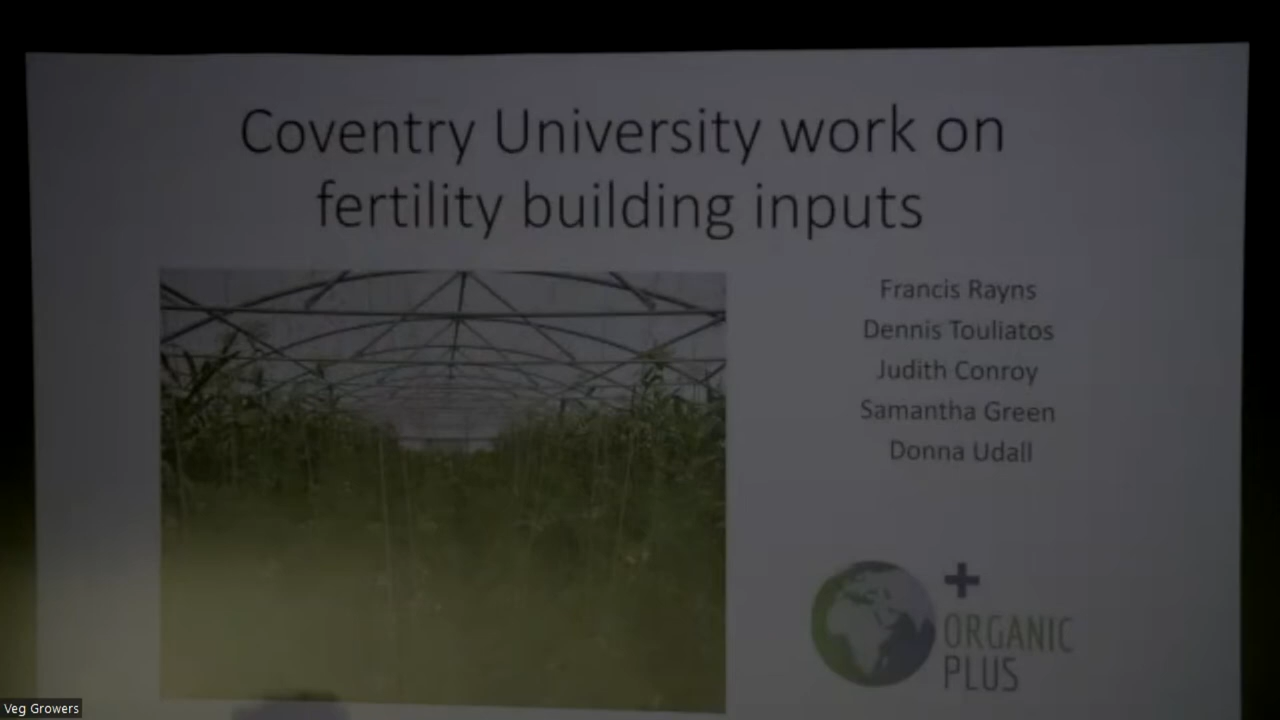 Coventry University work on
fertility building inputs
Francis Rayns
Dennis Touliatos
Judith Conroy
Samantha Green
Donna Udall
+
ORGANIC
PLUS
Veg Growers